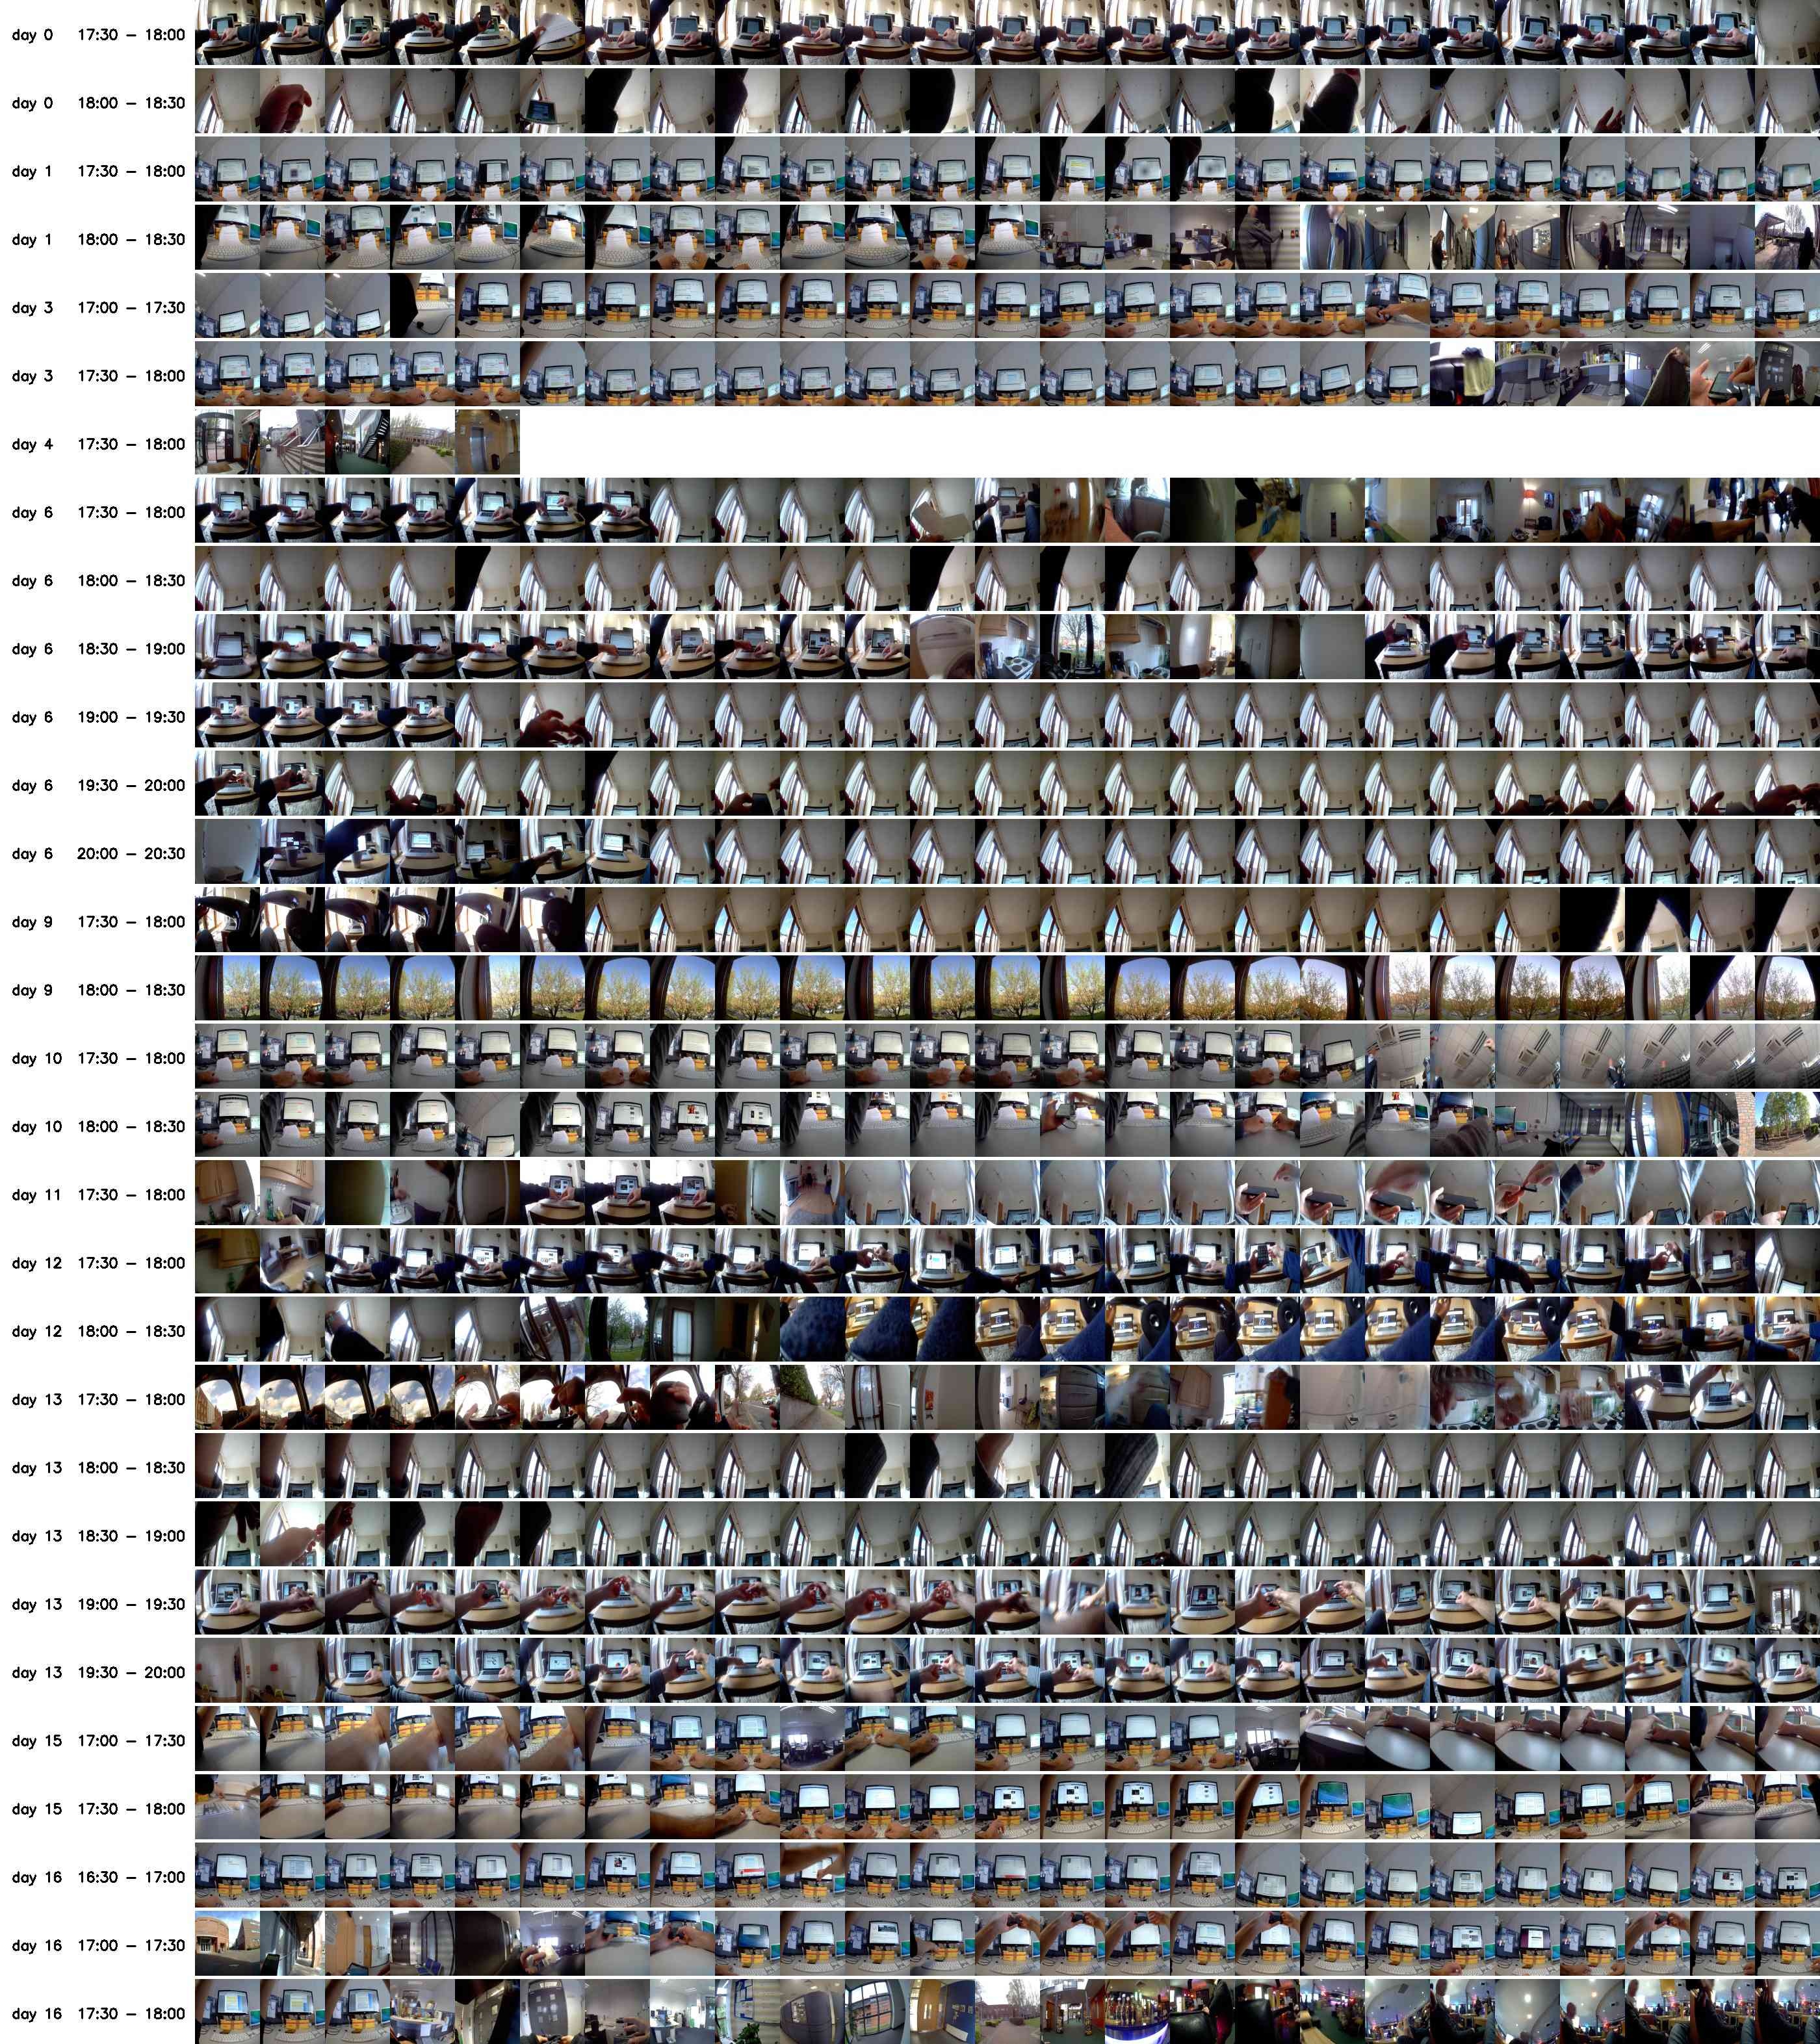 day 0 17:30 - 18:00
day 0 18:00 - 18:30
day 1 17:30 - 18:00
day 1 18:00 - 18:30
day 3 17:00 - 17:30
day 3 17:30 - 18:00
day 4 17:30 - 18:00
day 6 17:30 - 18:00
day 6 18:00 - 18:30
day 6 18:30 - 19:00
day 6 19:00 - 19:30
day 6 19:30 - 20:00
day 6 20:00 - 20:30
day 9 17:30 - 18:00
day 9 18:00 - 18:30
day 10 17:30 - 18:00
day 10 18:00 - 18:30
day 11 17:30 - 18:00
day 12 17:30 - 18:00
day 12 18:00 - 18:30
day 13 17:30 - 18:00
day 13 18:00 - 18:30
day 13 18:30 - 19:00
day 13 19:00 - 19:30
day 13 19:30 - 20:00
day 15 17:00 - 17:30
day 15 17:30 - 18:00
day 16 16:30 - 17:00
day 16 17:00 - 17:30
day 16 17:30 - 18:00